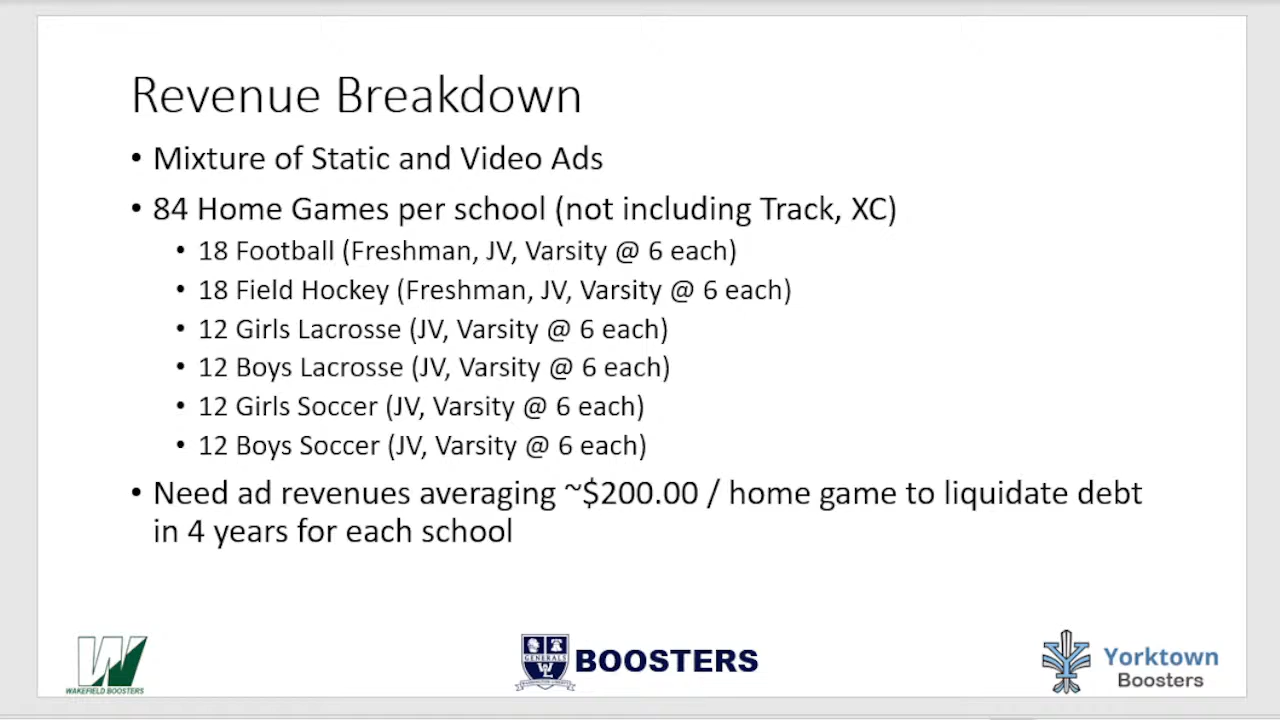 Revenue Breakdown
• Mixture of Static and Video Ads
• 84 Home Games per school (not including Track, XC)
• 18 Football (Freshman, JV, Varsity @ 6 each)
• 18 Field Hockey (Freshman, JV, Varsity @ 6 each)
• 12 Girls Lacrosse (JV, Varsity @ 6 each)
• 12 Boys Lacrosse (JV, Varsity @ 6 each)
• 12 Girls Soccer (JV, Varsity @ 6 each)
• 12 Boys Soccer (JV, Varsity @ 6 each)
• Need ad revenues averaging ~$200.00 / home game to liquidate debt
in 4 years for each school
W
WAKEFIELD BOOSTERS
GENERALS
W L
BOOSTERS
Yorktown
Boosters